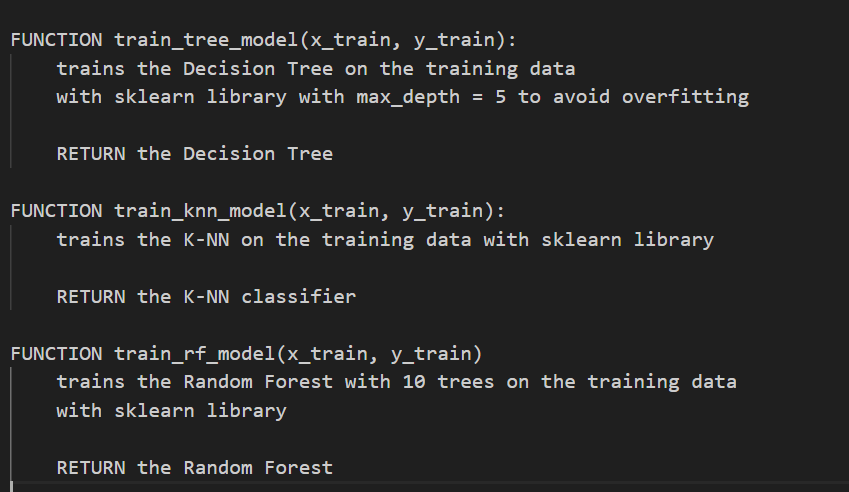 FUNCTION train_tree_model(x_train, y_train):
trains the Decision Tree on the training data
with sklearn library with max_depth = 5 to avoid overfitting
RETURN the Decision Tree
FUNCTION train_knn_model(x_train, y_train):
trains the K-NN on the training data with sklearn library
RETURN the K-NN classifier
FUNCTION train_rf_model(x_train, y_train)
trains the Random Forest with 10 trees on the training data
with sklearn library
RETURN the Random Forest